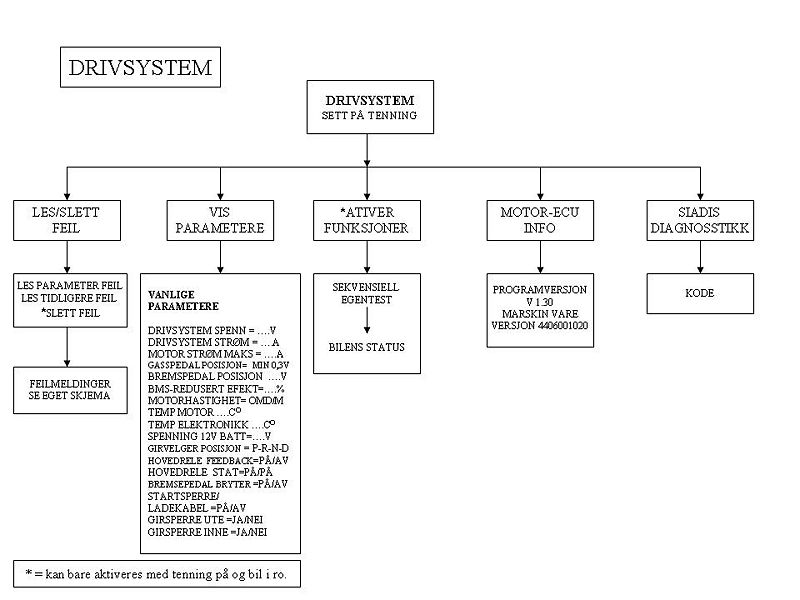 DRIVSYSTEM
DRIVSYSTEM
SETT PÅ TENNING
LES/SLETT
FEIL
VIS
PARAMETERE
*ATIVER
FUNKSJONER
MOTOR-ECU
INFO
SIADIS
DIAGNOSSTIKK
LES PARAMETER FEIL
LES TIDLIGERE FEIL
*SLETT FEIL
FEILMELDINGER
SE EGET SKJEMA
VANLIGE
PARAMETERE
DRIVSYSTEM SPENN = ....V
DRIVSYSTEM STRØM = ....A
MOTOR STRØM MAKS = ....A
GASSPEDAL POSISJON= MIN 0,3V
BREMSPEDAL POSISJON ....V
BMS-REDUSERT EFEKT=....%
MOTORHASTIGHET= OMD/M
TEMP MOTOR ....C°
TEMP ELEKTRONIKK ....C°
SPENNING 12V BATT=....V
GIRVELGER POSISJON = P-R-N-D
HOVEDRELE FEEDBACK=PÅ/AV
HOVEDRELE STAT=PÅ/PÅ
BREMSEPEDAL BRYTER =PÅ/AV
STARTSPERRE/
LADEKABEL =PÅ/AV
GIRSPERRE UTE =JA/NEI
GIRSPERRE INNE =JA/NEI
SEKVENSIELL
EGENTEST
BILENS STATUS
PROGRAMVERSJON
V 1.30
MARSKIN VARE
VERSJON 4406001020
KODE
* = kan bare aktiveres med tenning på og bil i ro.